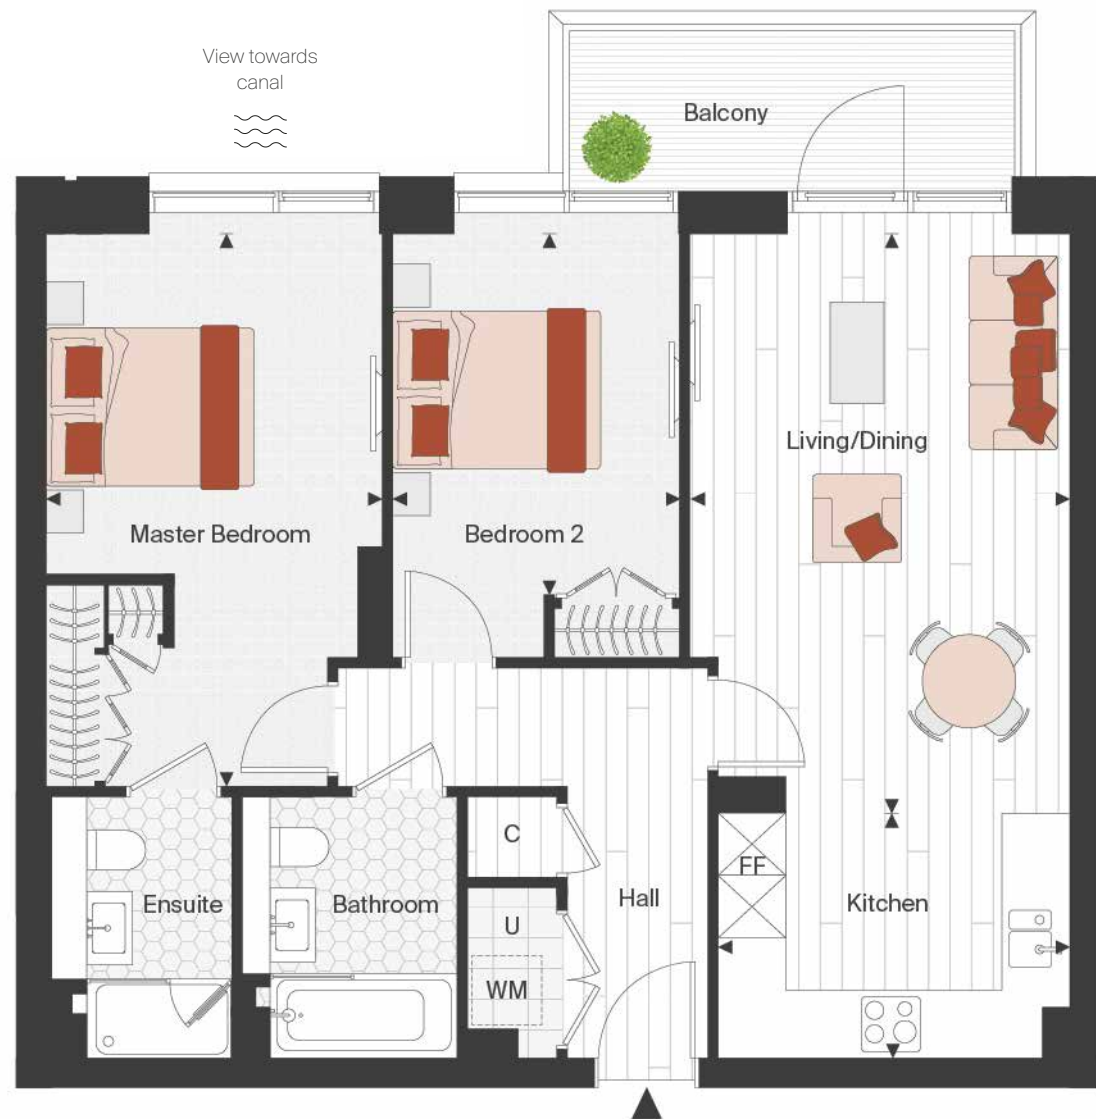 View towards
canal
Balcony
Living/Dining
Master Bedroom
Bedroom 2
C
FF
Ensuite
Bathroom
Hall
Kitchen
U
WM